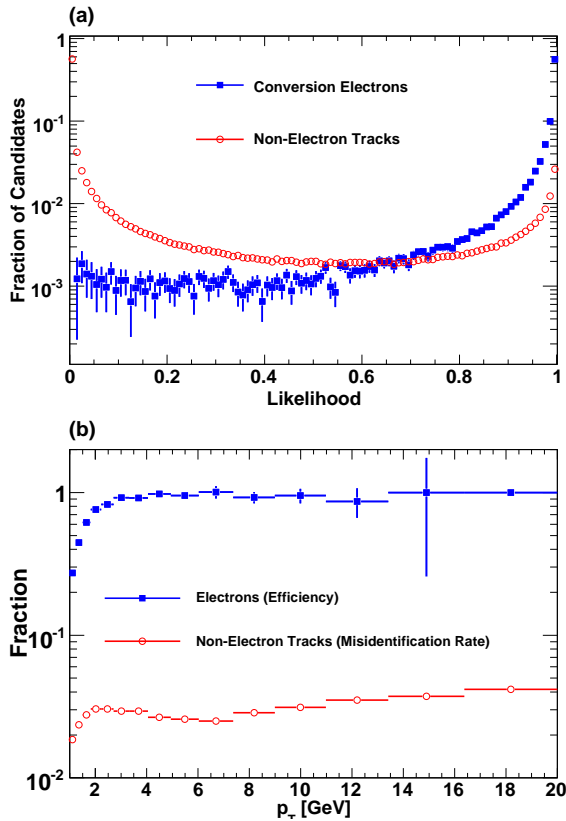 (a)
Fraction of Candidates
1
10-1
10-2
10-3
Conversion Electrons
Non-Electron Tracks
0 0.2 0.4 0.6 0.8 1
Likelihood
(b)
Fraction
1
10-1
10-2
Electrons (Efficiency)
Non-Electron Tracks (Misidentification Rate)
2 4 6 8 10 12 14 16 18 20
pT [GeV]